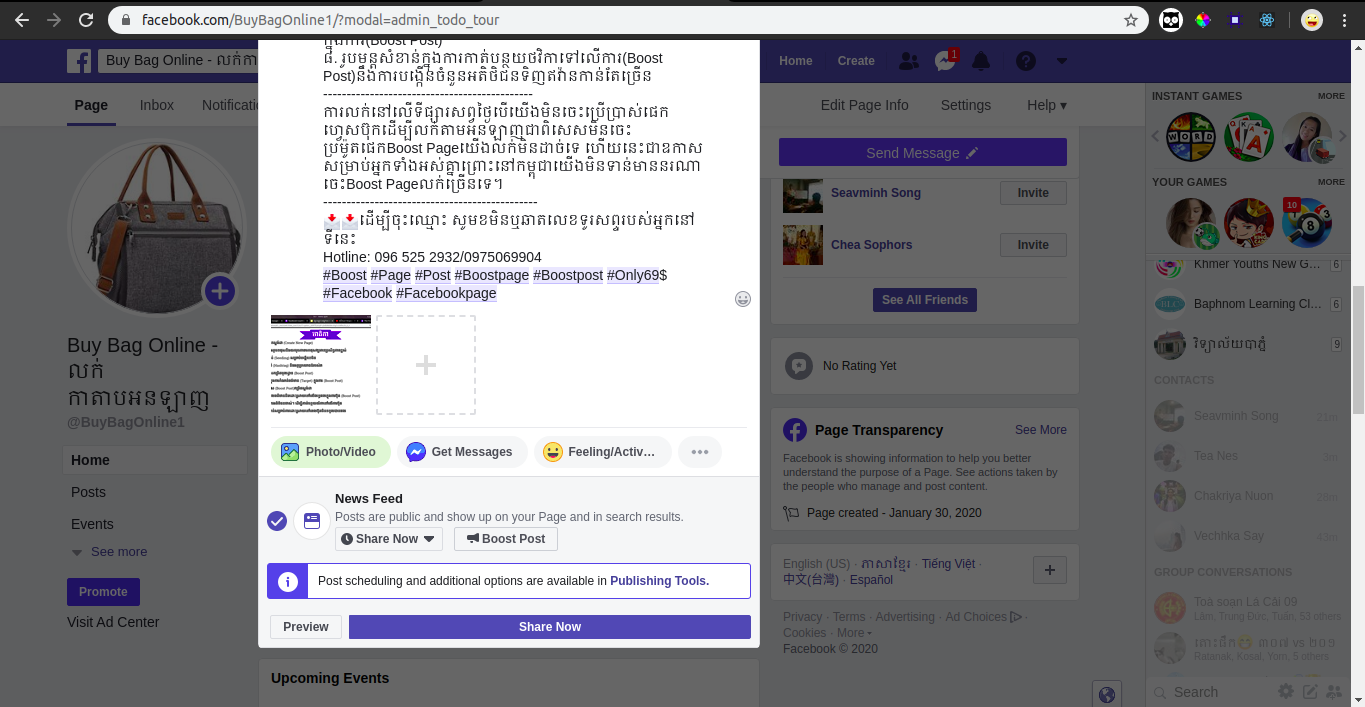 facebook.com/BuyBagOnline1/?modal=admin_todo_tour
Buy Bag Online - លក់កា
Home
Create
1
Page
Inbox
Edit Page Info
Settings
Help
Buy Bag Online -
លក់
កាតាបអនឡាញ
@BuyBagOnline1
Home
Posts
Events
See more
Promote
Visit Ad Center
ក្នុងការ(Boost Post)
៨. រូបមន្តសំខាន់ក្នុងការកាត់បន្ថយថវិកាទៅលើការ(Boost
Post)នឹងការបង្កើនចំនួនអតិថិជនទិញឥវ៉ានកាន់តែច្រើន
--------------------------------------------
ការលក់នៅលើទីផ្សារសព្វថ្ងៃបើយើងមិនចេះប្រើប្រាស់ផេក
ហ្វេសប៊ុកដើម្បីលក់តាមអនឡាញជាពិសេសមិនចេះ
ប្រម៉ូតផេកBoost Pageយើងលក់មិនដាច់ទេ ហើយនេះជាឧកាស
សម្រាប់អ្នកទាំងអស់គ្នាព្រោះនៅកម្ពុជាយើងមិនទាន់មាននរណា
ចេះBoost Pageលក់ច្រើនទេ។
---------------------------------------------
📩📩ដើម្បីចុះឈ្មោះ សូមខមិនឬឆាតលេខទូរសព្ទរបស់អ្នកនៅ
ទីនេះ
Hotline: 096 525 2932/0975069904
#Boost #Page #Post #Boostpage #Boostpost #Only69$
#Facebook #Facebookpage
Photo/Video
Get Messages
Feeling/Activ...
News Feed
Posts are public and show up on your Page and in search results.
Share Now
Boost Post
Post scheduling and additional options are available in Publishing Tools.
Preview
Share Now
Upcoming Events
Send Message
Seavminh Song
Invite
Chea Sophors
Invite
See All Friends
No Rating Yet
Page Transparency
See More
Facebook is showing information to help you better
understand the purpose of a Page. See actions taken by
the people who manage and post content.
Page created - January 30, 2020
English (US) · ភាសាខ្មែរ · Tiếng Việt ·
中文(台灣) · Español
Privacy · Terms · Advertising · Ad Choices ·
Cookies · More
Facebook © 2020
INSTANT GAMES
MORE
WORD
YOUR GAMES
MORE
10
8
3
Khmer Youths New G...
6
Baphnom Learning Cl...
6
វិទ្យាល័យបាភ្នំ
9
CONTACTS
Seavminh Song
21m
Tea Nes
3m
Chakriya Nuon
28m
Vechhka Say
43m
GROUP CONVERSATIONS
Toà soạn Lá Cải 09
Lâm, Trung Đức, Tuấn, 53 others
Ratanak, Kosal, Yorn, 5 others
Search